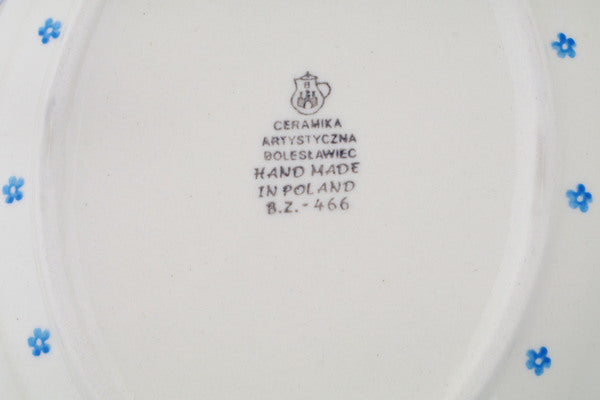 CERAMIKA
ARTYSTYCZNA
BOLESŁAWIEC
HAND MADE
IN POLAND
B.Z.-466